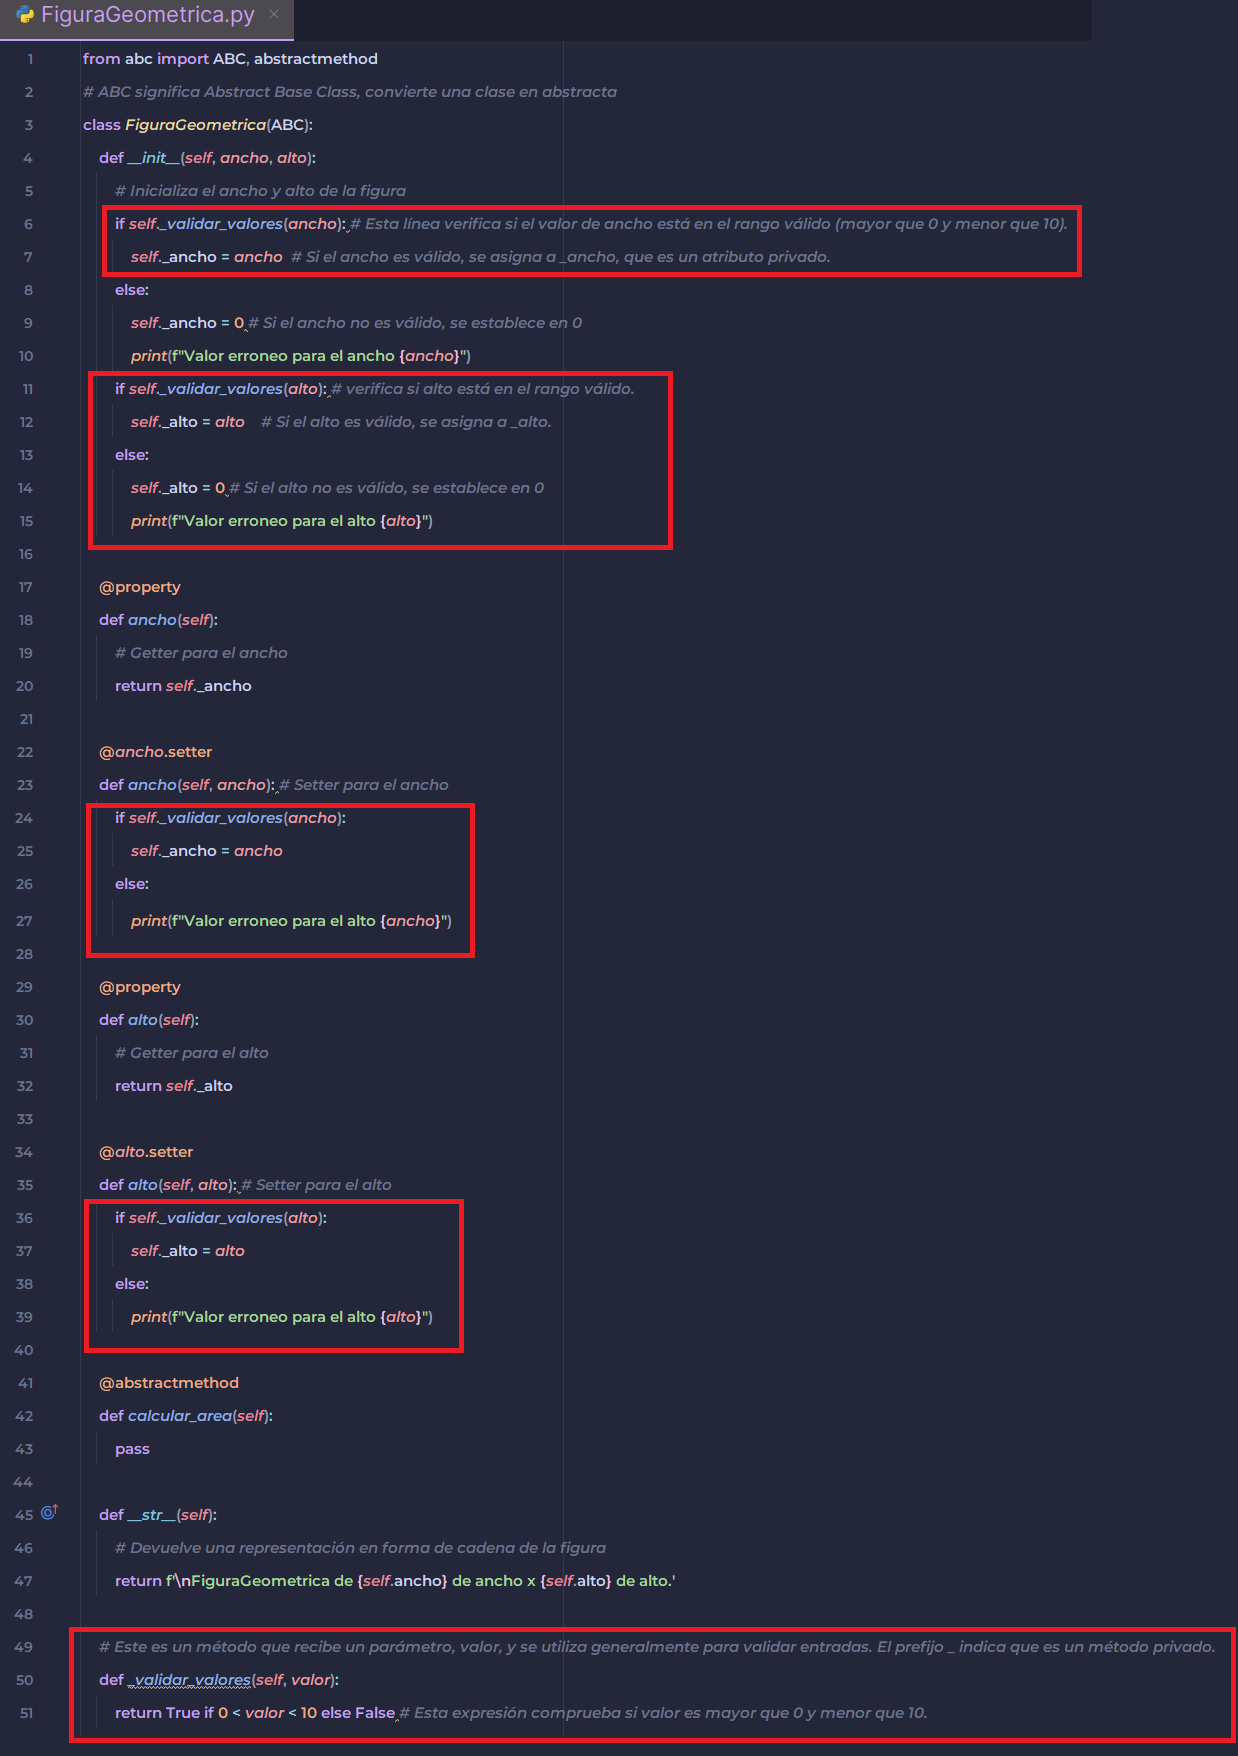 FiguraGeometrica.py ×
1 from abc import ABC, abstractmethod
2 # ABC significa Abstract Base Class, convierte una clase en abstracta
3 class FiguraGeometrica(ABC):
4 def __init__(self, ancho, alto):
5 # Inicializa el ancho y alto de la figura
6 if self._validar_valores(ancho): # Esta línea verifica si el valor de ancho está en el rango válido (mayor que 0 y menor que 10).
7 self._ancho = ancho # Si el ancho es válido, se asigna a _ancho, que es un atributo privado.
8 else:
9 self._ancho = 0 # Si el ancho no es válido, se establece en 0
10 print(f"Valor erroneo para el ancho {ancho}")
11 if self._validar_valores(alto): # verifica si alto está en el rango válido.
12 self._alto = alto # Si el alto es válido, se asigna a _alto.
13 else:
14 self._alto = 0 # Si el alto no es válido, se establece en 0
15 print(f"Valor erroneo para el alto {alto}")
16
17 @property
18 def ancho(self):
19 # Getter para el ancho
20 return self._ancho
21
22 @ancho.setter
23 def ancho(self, ancho): # Setter para el ancho
24 if self._validar_valores(ancho):
25 self._ancho = ancho
26 else:
27 print(f"Valor erroneo para el alto {ancho}")
28
29 @property
30 def alto(self):
31 # Getter para el alto
32 return self._alto
33
34 @alto.setter
35 def alto(self, alto): # Setter para el alto
36 if self._validar_valores(alto):
37 self._alto = alto
38 else:
39 print(f"Valor erroneo para el alto {alto}")
40
41 @abstractmethod
42 def calcular_area(self):
43 pass
44
45 def __str__(self):
46 # Devuelve una representación en forma de cadena de la figura
47 return f'\nFiguraGeometrica de {self.ancho} de ancho x {self.alto} de alto.'
48
49 # Este es un método que recibe un parámetro, valor, y se utiliza generalmente para validar entradas. El prefijo _ indica que es un método privado.
50 def _validar_valores(self, valor):
51 return True if 0 < valor < 10 else False # Esta expresión comprueba si valor es mayor que 0 y menor que 10.